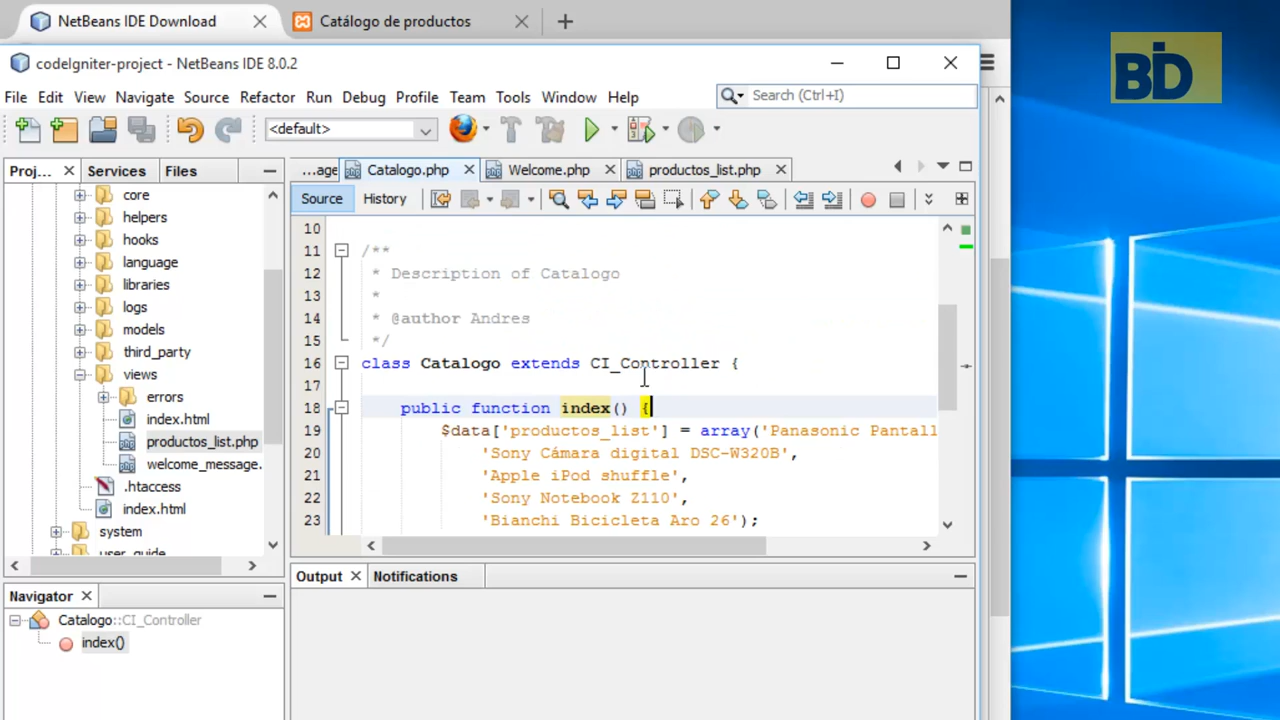 NetBeans IDE Download
Catálogo de productos
BID
codeIgniter-project - NetBeans IDE 8.0.2
File Edit View Navigate Source Refactor Run Debug Profile Team Tools Window Help
Search (Ctrl+I)
<default>
Proj... Services Files
...age Catalogo.php Welcome.php productos_list.php
Source History
core
helpers
hooks
language
libraries
logs
models
third_party
views
errors
index.html
productos_list.php
welcome_message.
.htaccess
index.html
system
user_guide
10
11 /**
12 * Description of Catalogo
13 *
14 * @author Andres
15 */
16 class Catalogo extends CI_Controller {
17
18 public function index() {
19 $data['productos_list'] = array('Panasonic Pantall
20 'Sony Cámara digital DSC-W320B',
21 'Apple iPod shuffle',
22 'Sony Notebook Z110',
23 'Bianchi Bicicleta Aro 26');
Navigator
Catalogo::CI_Controller
index()
Output Notifications